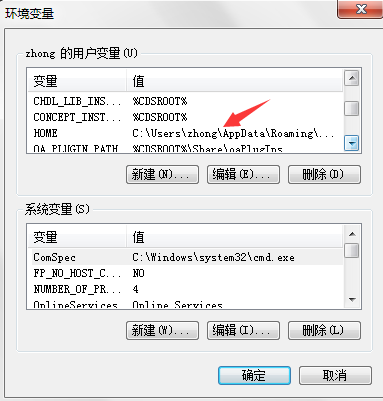 环境变量
zhong 的用户变量(U)
变量 值
CHDL_LIB_INS... %CDSROOT%
CONCEPT_INST... %CDSROOT%
HOME C:\Users\zhong\AppData\Roaming\...
OA_PLUGIN_PATH %CDSROOT%\Share\oaPlugIns
新建(N)... 编辑(E)... 删除(D)
系统变量(S)
变量 值
ComSpec C:\Windows\system32\cmd.exe
FP_NO_HOST_C... NO
NUMBER_OF_PR... 4
OnlineServices Online Services
新建(W)... 编辑(I)... 删除(L)
确定 取消